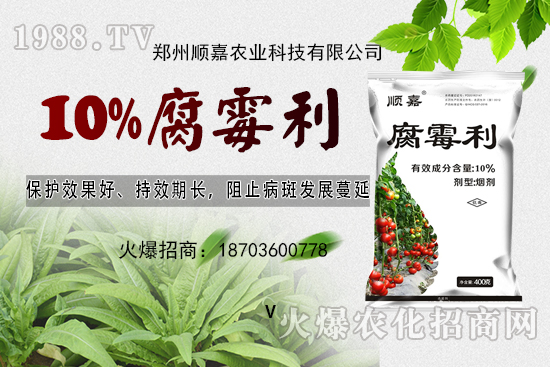 1988.TV
郑州顺嘉农业科技有限公司
10%腐霉利
保护效果好、持效期长，阻止病斑发展蔓延
火爆招商：18703600778
顺嘉®
腐霉利
有效成分含量:10%
剂型:烟剂
净含量:400克
V
火爆农化招商网